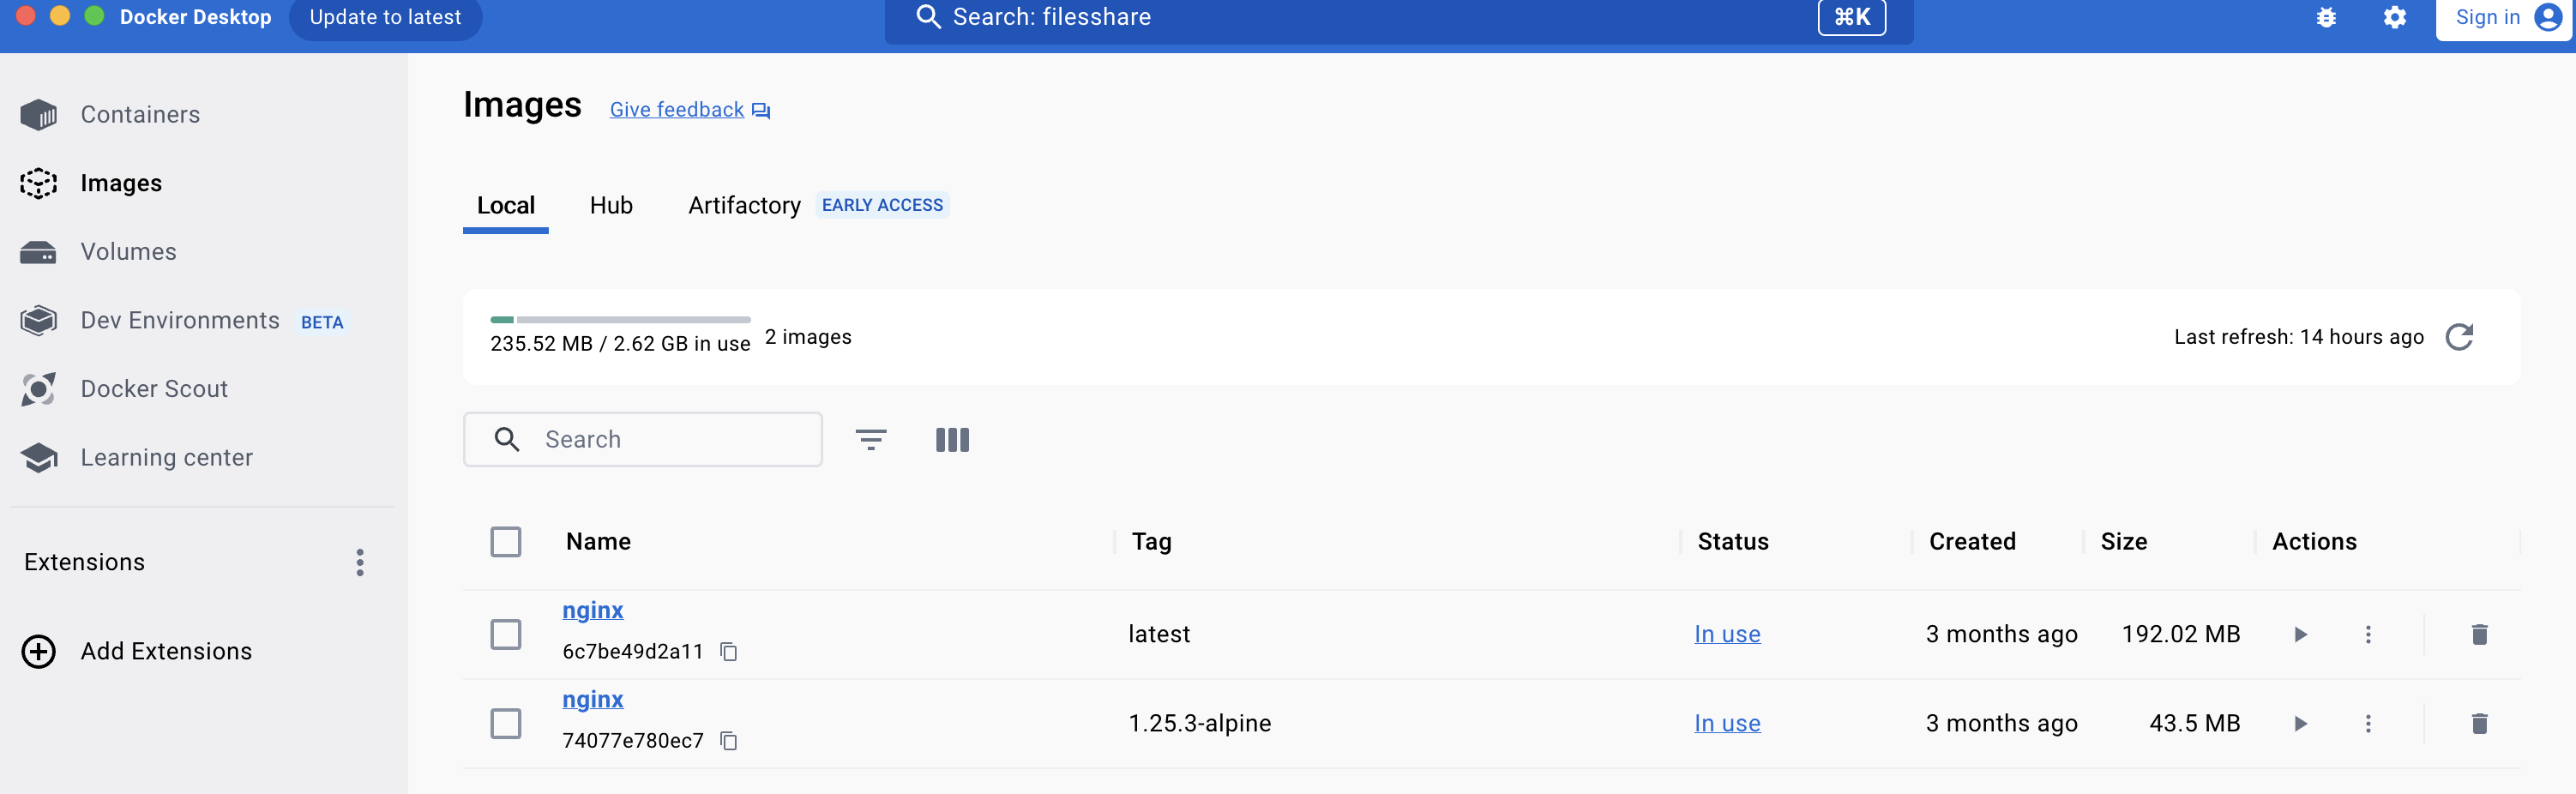 Docker Desktop Update to latest Search: filesshare ⌘K Sign in
Containers
Images
Volumes
Dev Environments BETA
Docker Scout
Learning center
Extensions
Add Extensions
Images Give feedback
Local Hub Artifactory EARLY ACCESS
235.52 MB / 2.62 GB in use 2 images Last refresh: 14 hours ago
Search
Name Tag Status Created Size Actions
nginx
6c7be49d2a11 latest In use 3 months ago 192.02 MB
nginx
74077e780ec7 1.25.3-alpine In use 3 months ago 43.5 MB